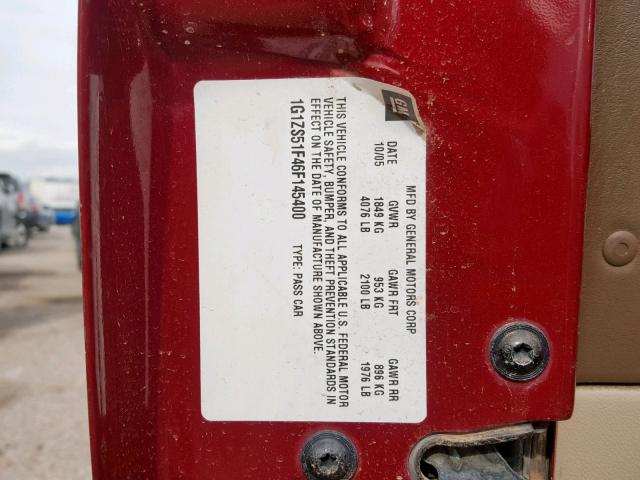 GM
MFD BY GENERAL MOTORS CORP
DATE GVWR GAWR FRT GAWR RR
10/05 1849 KG 953 KG 896 KG
4076 LB 2100 LB 1976 LB
THIS VEHICLE CONFORMS TO ALL APPLICABLE U.S. FEDERAL MOTOR
VEHICLE SAFETY, BUMPER, AND THEFT PREVENTION STANDARDS IN
EFFECT ON THE DATE OF MANUFACTURE SHOWN ABOVE.
1G1ZS51F46F145400 TYPE: PASS CAR